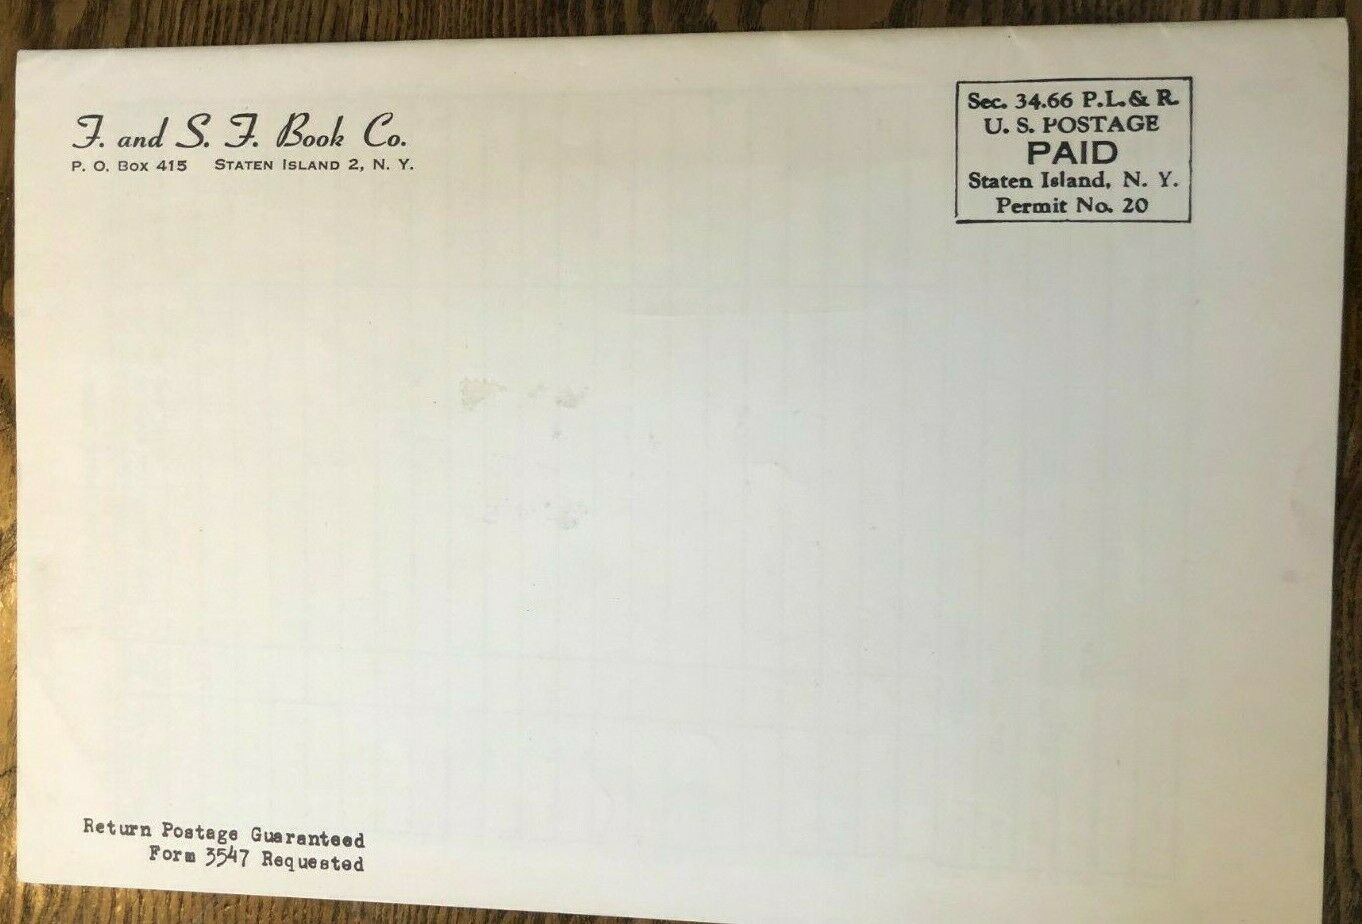 F. and S. F. Book Co.
P. O. Box 415 Staten Island 2, N. Y.
Sec. 34.66 P.L.& R.
U. S. POSTAGE
PAID
Staten Island, N. Y.
Permit No. 20
Return Postage Guaranteed
Form 3547 Requested